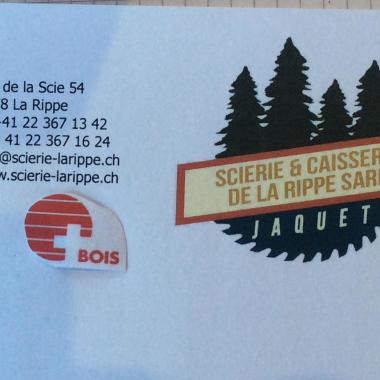 de la Scie 54
8 La Rippe
41 22 367 13 42
41 22 367 16 24
@scierie-larippe.ch
w.scierie-larippe.ch
BOIS
SCIERIE & CAISSER
DE LA RIPPE SAR
JAQUET